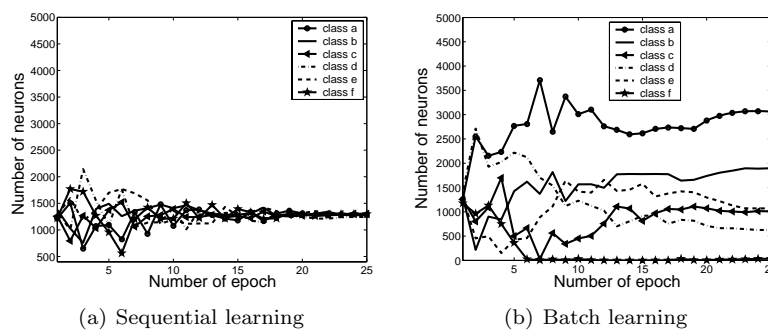 5000
4500
4000
3500
3000
2500
2000
1500
1000
500
Number of neurons
class a
class b
class c
class d
class e
class f
5
10
15
20
25
Number of epoch
(a) Sequential learning
5000
4500
4000
3500
3000
2500
2000
1500
1000
500
0
Number of neurons
class a
class b
class c
class d
class e
class f
5
10
15
20
25
Number of epoch
(b) Batch learning